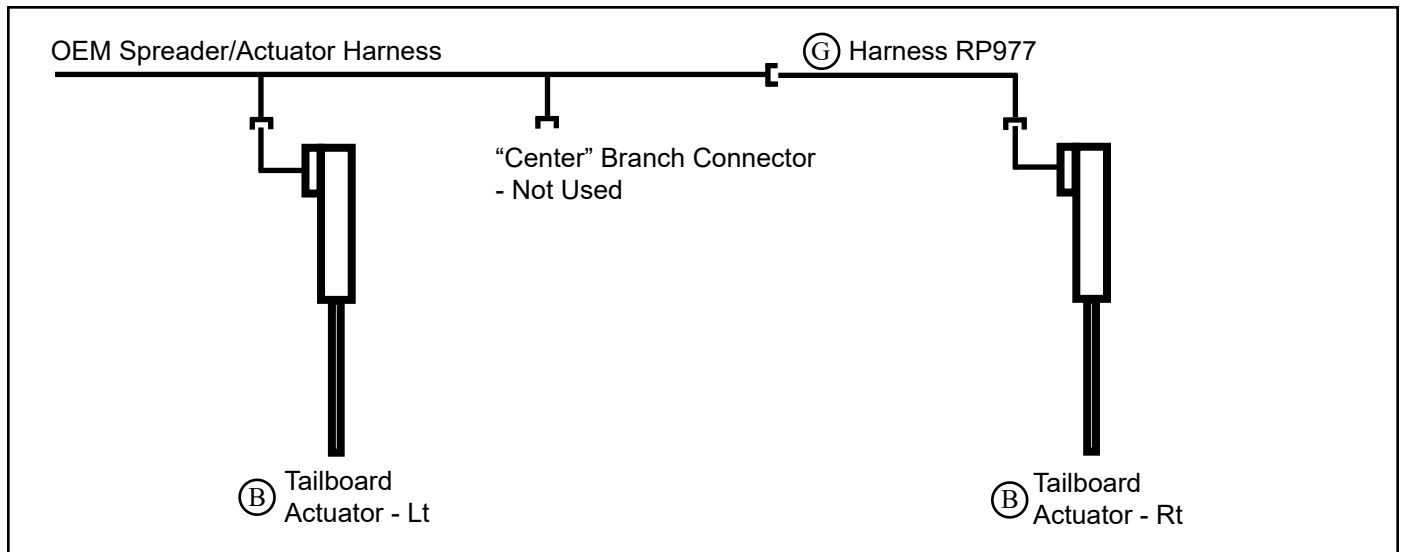 OEM Spreader/Actuator Harness
G Harness RP977
“Center” Branch Connector
- Not Used
B Tailboard
Actuator - Lt
B Tailboard
Actuator - Rt